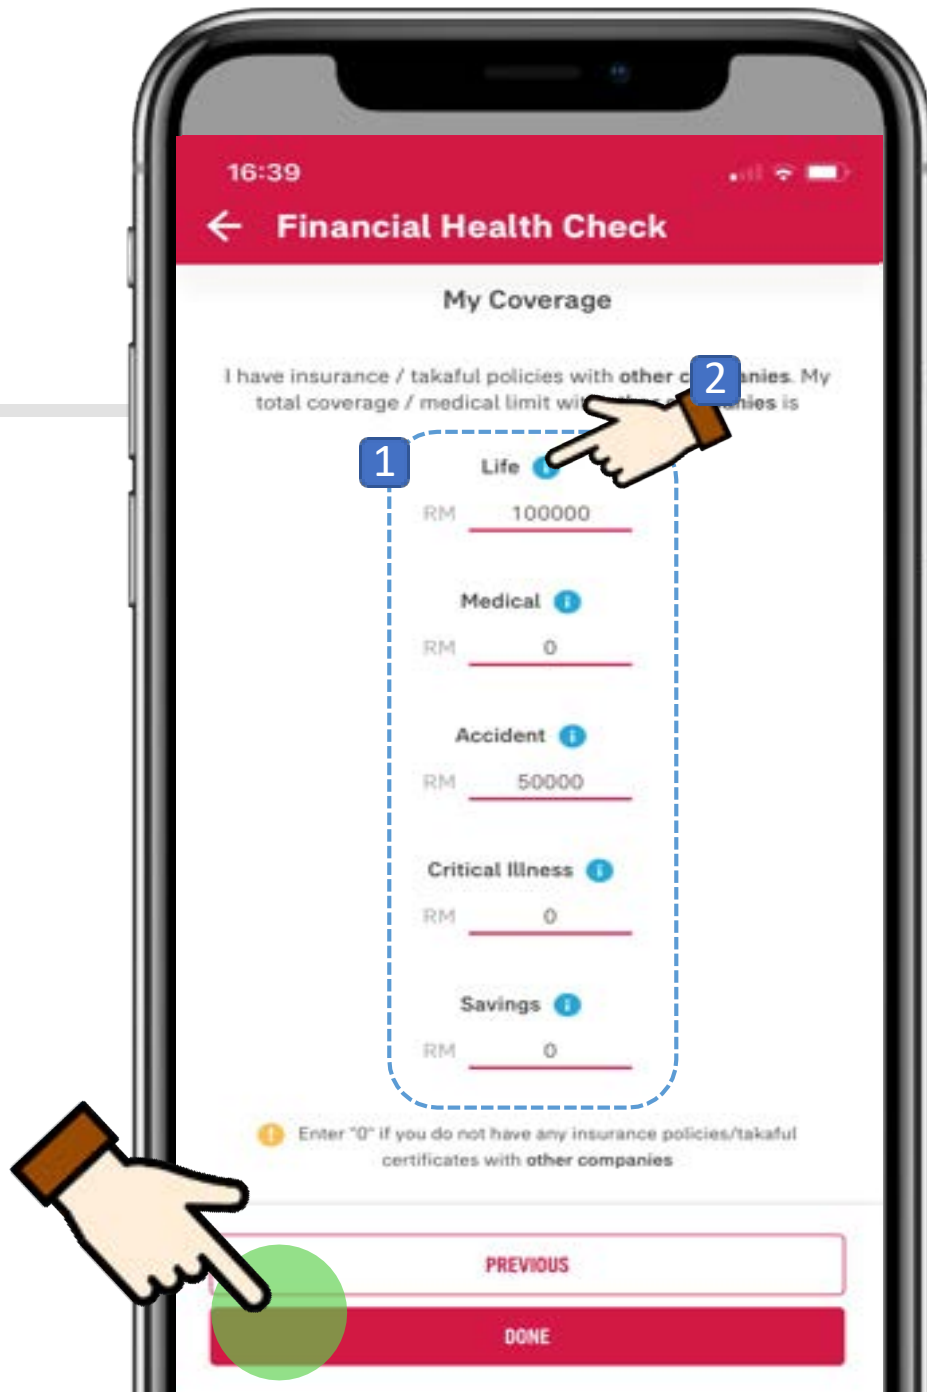 16:39
Financial Health Check
My Coverage
I have insurance / takaful policies with other c anies. My
2
total coverage / medical limit wi nies is
1
Life
RM 100000
Medical
RM 0
Accident
RM 50000
Critical Illness
RM 0
Savings
RM 0
Enter "0" if you do not have any insurance policies/takaful
certificates with other companies
PREVIOUS
DONE